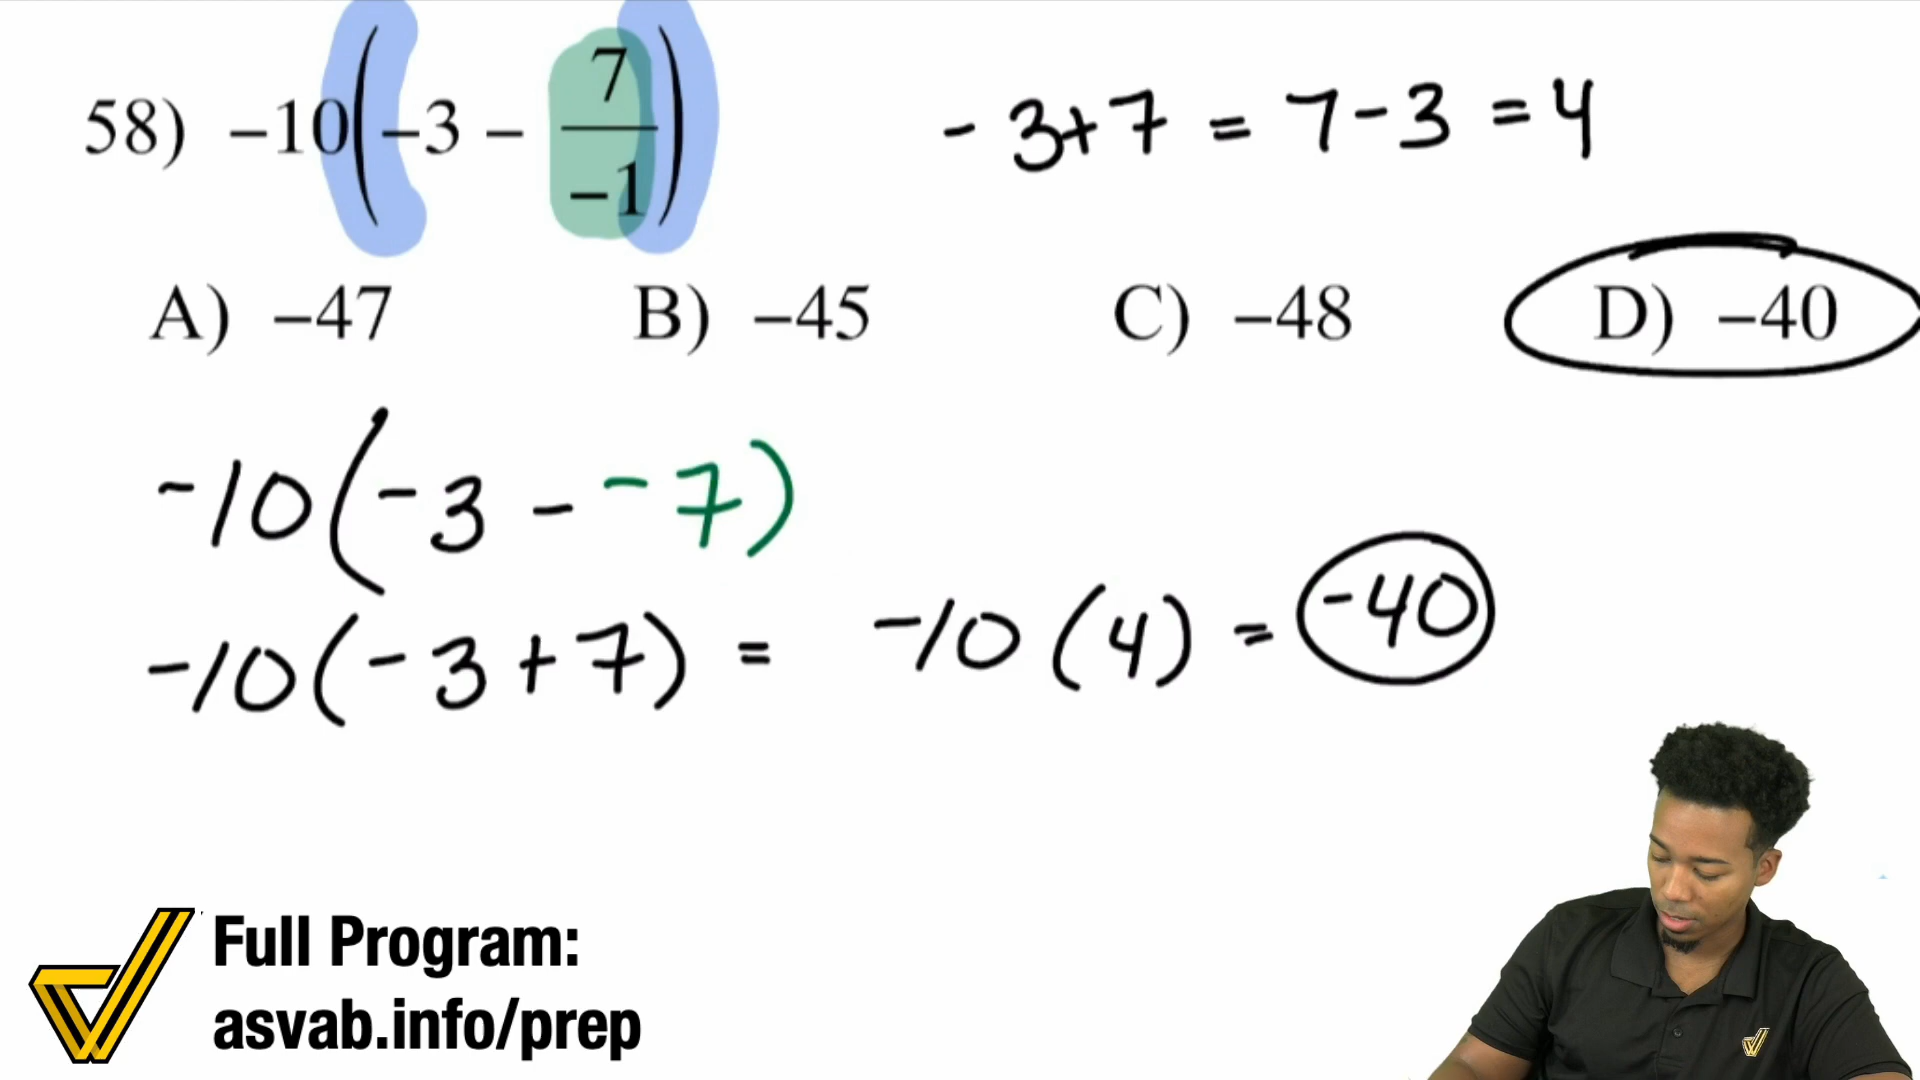 58) −10(−3 − 7/−1)
-3+7 = 7-3 = 4
A) −47 B) −45 C) −48 D) −40
-10(-3 - -7)
-10(-3+7) = -10(4) = -40
Full Program:
asvab.info/prep